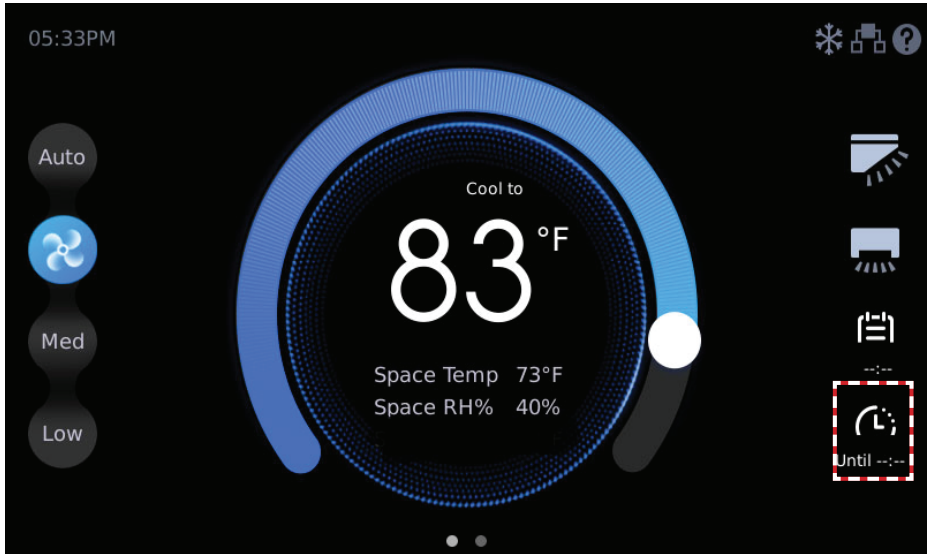 05:33PM
?
Auto
Cool to
83°F
Med
Space Temp 73°F
--:--
Space RH% 40%
Low
Until --:--